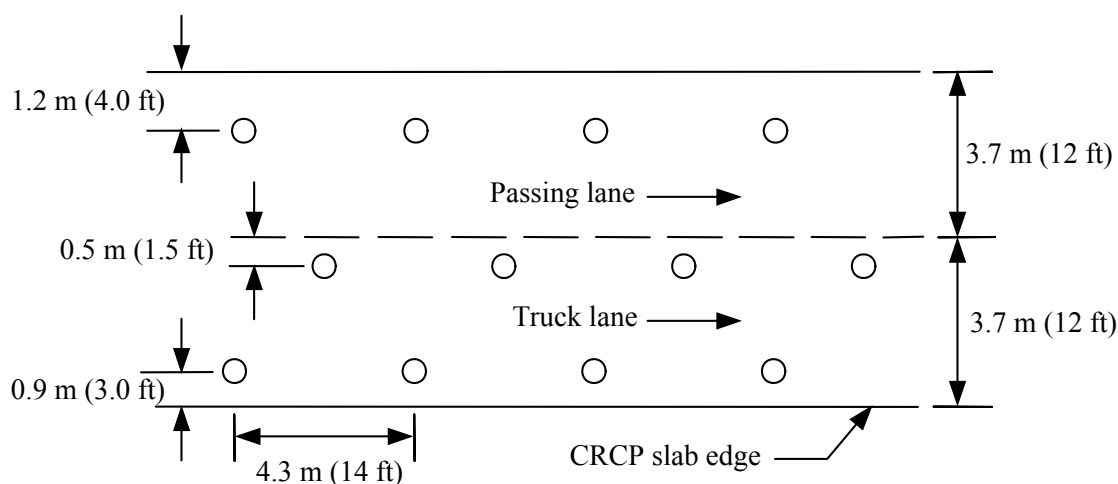 1.2 m (4.0 ft)
3.7 m (12 ft)
Passing lane
0.5 m (1.5 ft)
Truck lane
3.7 m (12 ft)
0.9 m (3.0 ft)
CRCP slab edge
4.3 m (14 ft)